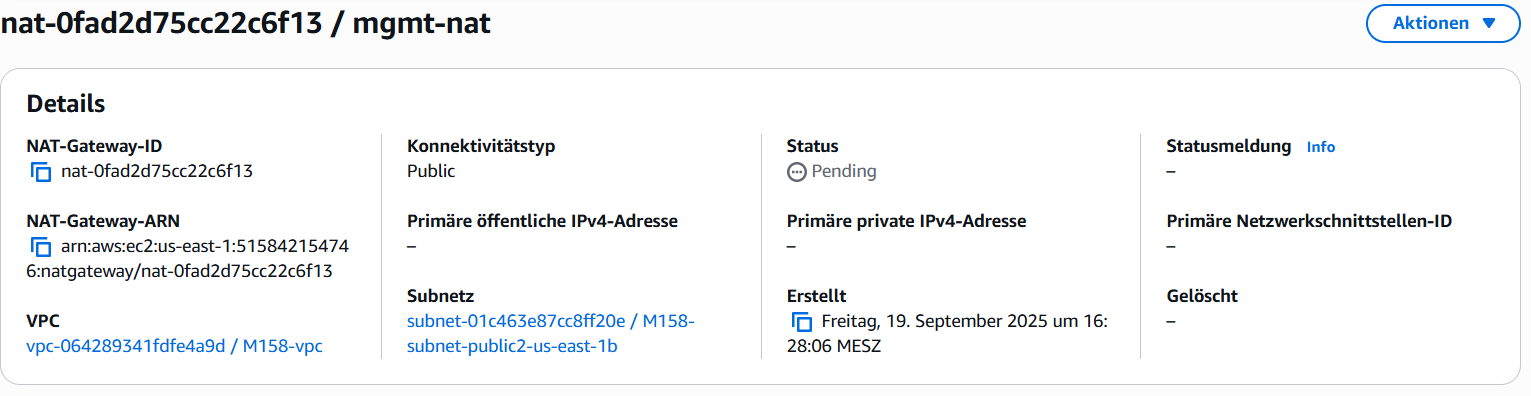 nat-0fad2d75cc22c6f13 / mgmt-nat
Aktionen
Details
NAT-Gateway-ID
nat-0fad2d75cc22c6f13
Konnektivitätstyp
Public
Status
Pending
Statusmeldung Info
–
NAT-Gateway-ARN
arn:aws:ec2:us-east-1:51584215474
6:natgateway/nat-0fad2d75cc22c6f13
Primäre öffentliche IPv4-Adresse
–
Primäre private IPv4-Adresse
–
Primäre Netzwerkschnittstellen-ID
–
VPC
vpc-064289341fdfe4a9d / M158-vpc
Subnetz
subnet-01c463e87cc8ff20e / M158-
subnet-public2-us-east-1b
Erstellt
Freitag, 19. September 2025 um 16:
28:06 MESZ
Gelöscht
–